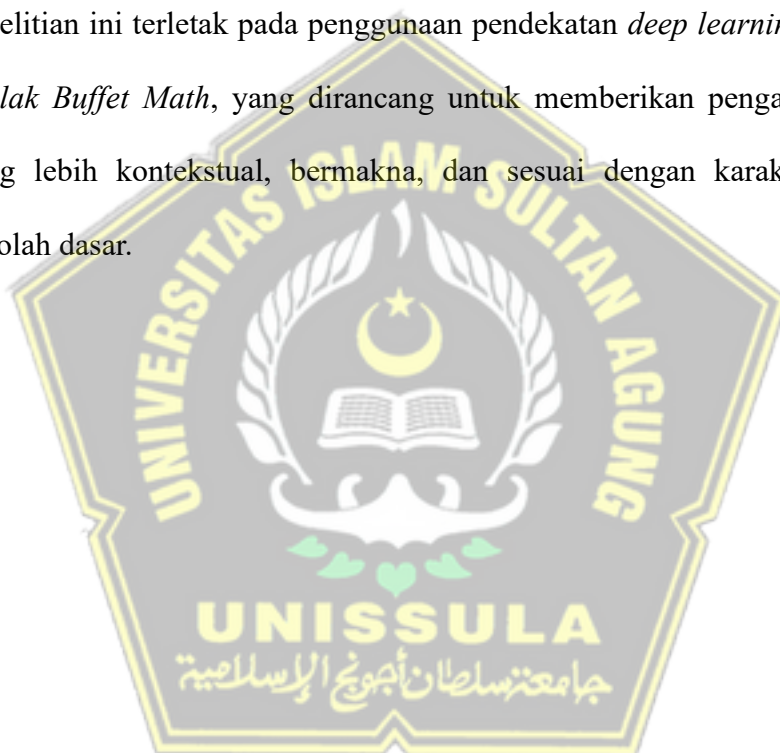 elitian ini terletak pada penggunaan pendekatan deep learnin
lak Buffet Math, yang dirancang untuk memberikan penga
g lebih kontekstual, bermakna, dan sesuai dengan karak
olah dasar.
UNIVERSITAS ISLAM SULTAN AGUNG
UNISSULA
جامعة سلطان أجونج الإسلامية